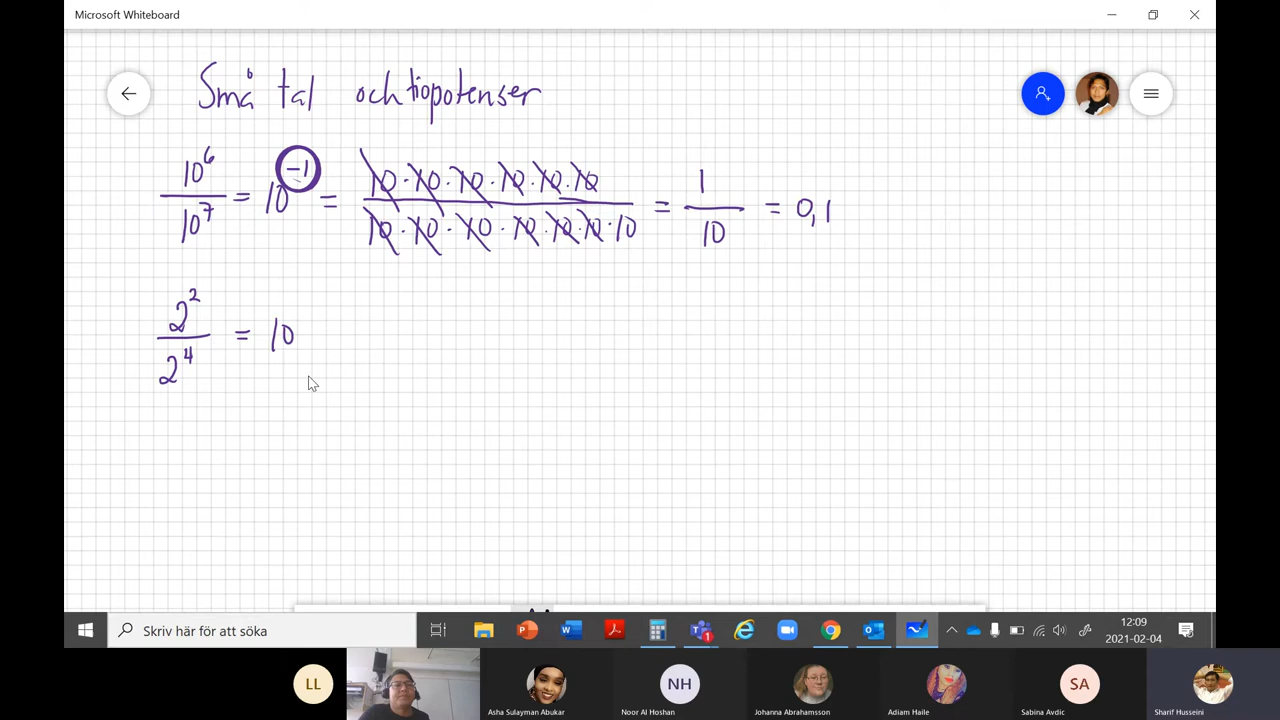 Microsoft Whiteboard
Små tal och tiopotenser
10^6/10^7 = 10^-1 = 10·10·10·10·10·10/10·10·10·10·10·10·10 = 1/10 = 0,1
2^2/2^4 = 10
Skriv här för att söka
1
12:09
2021-02-04
LL
NH
SA
Asha Sulayman Abukar
Noor Al Hoshan
Johanna Abrahamsson
Adiam Haile
Sabina Avdic
Sharif Husseini